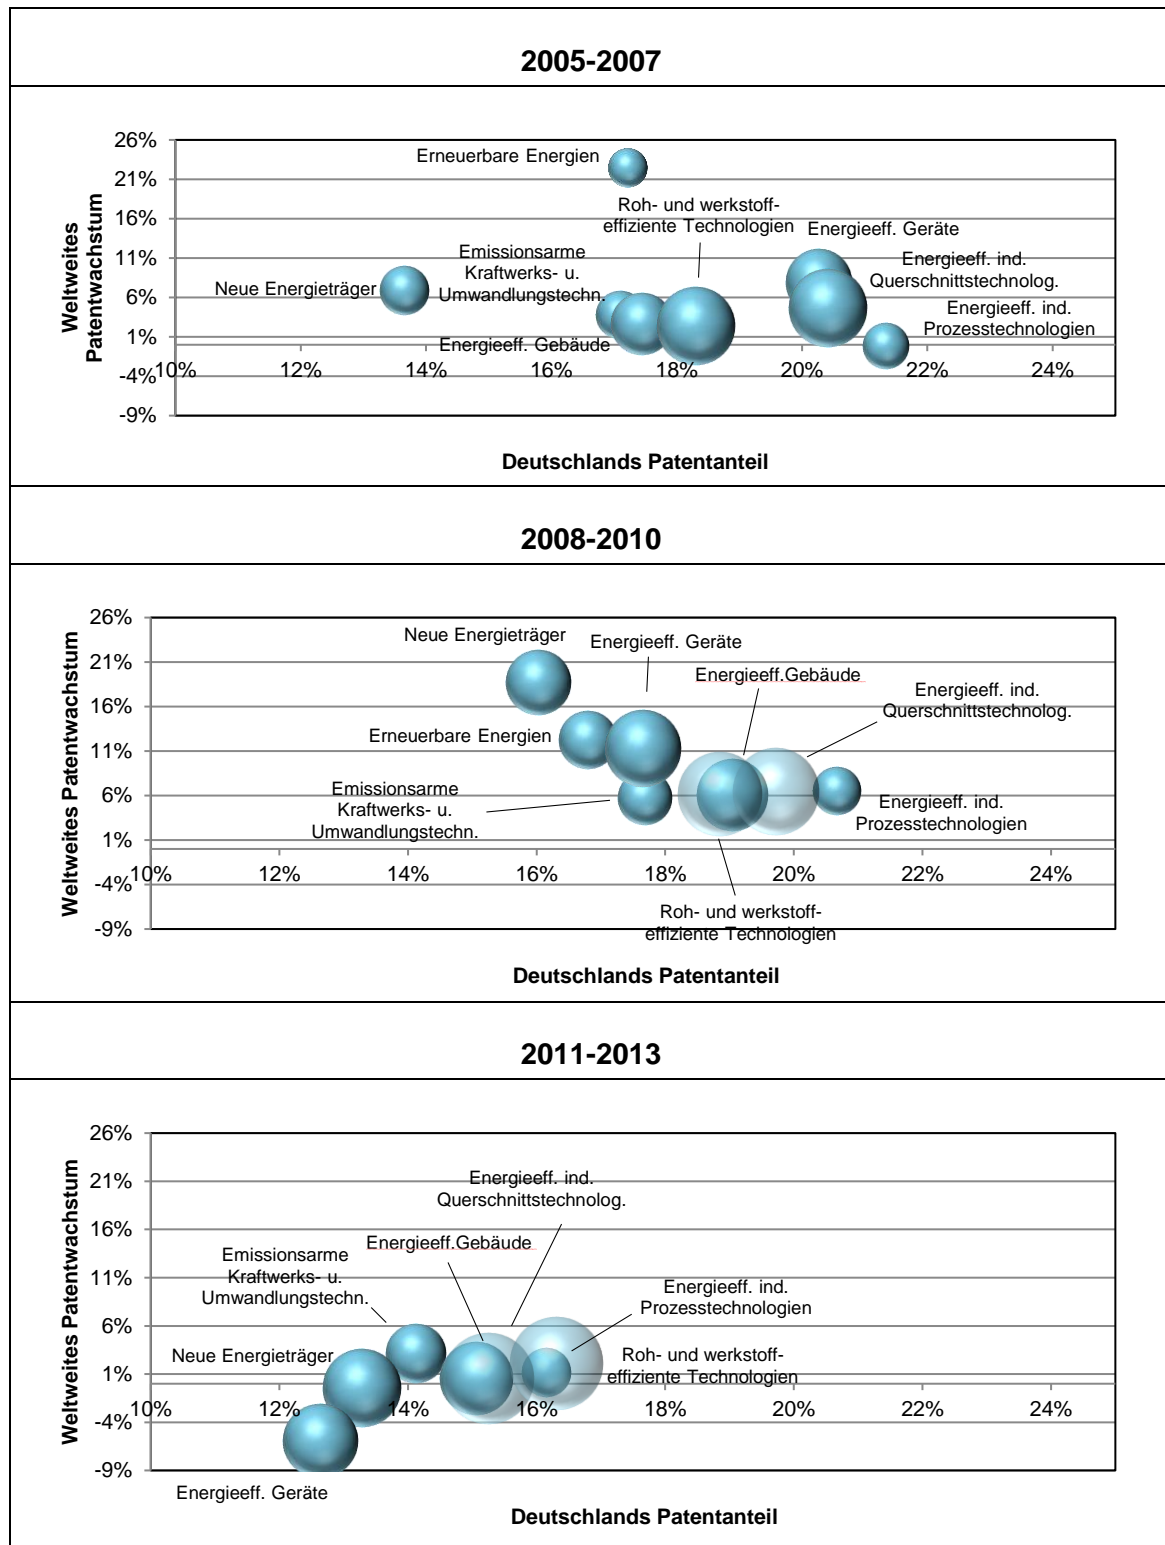 2005-2007
26%
21%
16%
11%
6%
1%
-4%
-9%
Weltweites
Patentwachstum
Erneuerbare Energien
Roh- und werkstoff-
effiziente Technologien
Energieeff. Geräte
Emissionsarme
Kraftwerks- u.
Umwandlungstechn.
Energieeff. ind.
Querschnittstechnolog.
Neue Energieträger
Energieeff. ind.
Prozesstechnologien
Energieeff. Gebäude
10%
12%
14%
16%
18%
20%
22%
24%
Deutschlands Patentanteil
2008-2010
26%
21%
16%
11%
6%
1%
-4%
-9%
Weltweites Patentwachstum
Neue Energieträger
Energieeff. Geräte
Energieeff.Gebäude
Energieeff. ind.
Querschnittstechnolog.
Erneuerbare Energien
Emissionsarme
Kraftwerks- u.
Umwandlungstechn.
Energieeff. ind.
Prozesstechnologien
10%
12%
14%
16%
18%
20%
22%
24%
Roh- und werkstoff-
effiziente Technologien
Deutschlands Patentanteil
2011-2013
26%
21%
16%
11%
6%
1%
-4%
-9%
Weltweites Patentwachstum
Energieeff. ind.
Querschnittstechnolog.
Energieeff.Gebäude
Emissionsarme
Kraftwerks- u.
Umwandlungstechn.
Energieeff. ind.
Prozesstechnologien
Neue Energieträger
Roh- und werkstoff-
effiziente Technologien
10%
12%
14%
16%
18%
20%
22%
24%
Energieeff. Geräte
Deutschlands Patentanteil